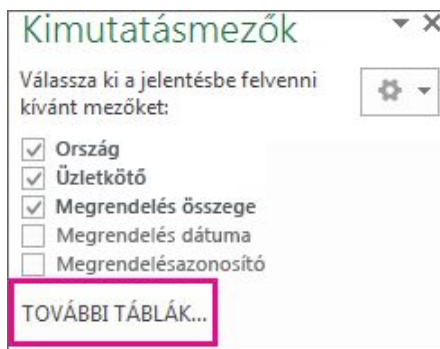 Kimutatásmezők
Válassza ki a jelentésbe felvenni
kívánt mezőket:
Ország
Üzletkötő
Megrendelés összege
Megrendelés dátuma
Megrendelésazonosító
TOVÁBBI TÁBLÁK...